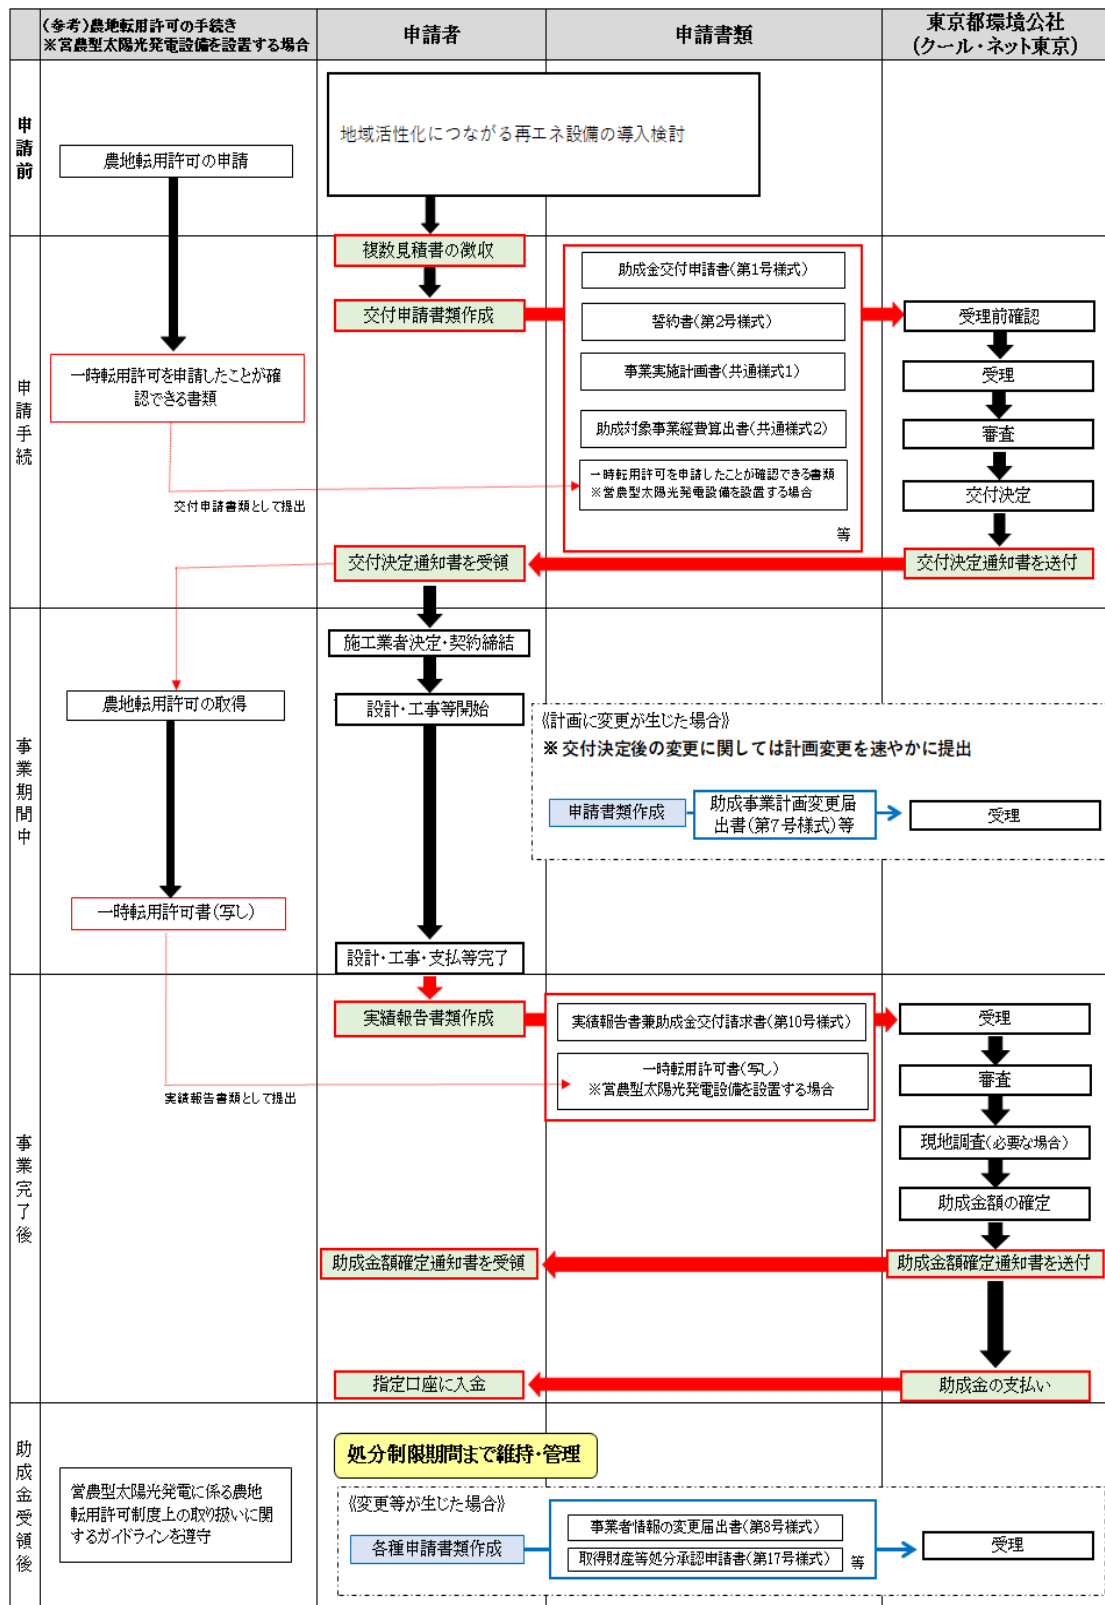 (参考)農地転用許可の手続き
※営農型太陽光発電設備を設置する場合
申請者
申請書類
東京都環境公社
(クール・ネット東京)
申請前
農地転用許可の申請
地域活性化につながる再エネ設備の導入検討
申請手続
複数見積書の徴収
交付申請書類作成
助成金交付申請書(第1号様式)
誓約書(第2号様式)
事業実施計画書(共通様式1)
助成対象事業経費算出書(共通様式2)
一時転用許可を申請したことが確認できる書類
※営農型太陽光発電設備を設置する場合
等
受理前確認
受理
審査
交付決定
交付決定通知書を送付
一時転用許可を申請したことが確
認できる書類
交付申請書類として提出
交付決定通知書を受領
事業期間中
施工業者決定・契約締結
農地転用許可の取得
設計・工事等開始
《計画に変更が生じた場合》
※ 交付決定後の変更に関しては計画変更を速やかに提出
申請書類作成
助成事業計画変更届
出書(第7号様式)等
受理
一時転用許可書(写し)
設計・工事・支払等完了
事業完了後
実績報告書類作成
実績報告書兼助成金交付請求書(第10号様式)
一時転用許可書(写し)
※営農型太陽光発電設備を設置する場合
実績報告書類として提出
受理
審査
現地調査(必要な場合)
助成金額の確定
助成金額確定通知書を送付
助成金額確定通知書を受領
助成金の支払い
指定口座に入金
助成金受領後
処分制限期間まで維持・管理
営農型太陽光発電に係る農地
転用許可制度上の取り扱いに関
するガイドラインを遵守
《変更等が生じた場合》
各種申請書類作成
事業者情報の変更届出書(第8号様式)
取得財産等処分承認申請書(第17号様式)
等
受理